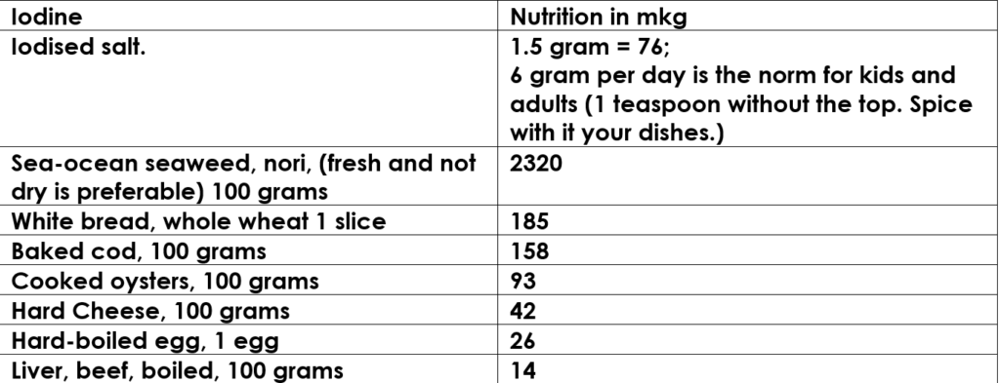 Iodine Nutrition in mkg
Iodised salt. 1.5 gram = 76;
6 gram per day is the norm for kids and
adults (1 teaspoon without the top. Spice
with it your dishes.)
Sea-ocean seaweed, nori, (fresh and not 2320
dry is preferable) 100 grams
White bread, whole wheat 1 slice 185
Baked cod, 100 grams 158
Cooked oysters, 100 grams 93
Hard Cheese, 100 grams 42
Hard-boiled egg, 1 egg 26
Liver, beef, boiled, 100 grams 14